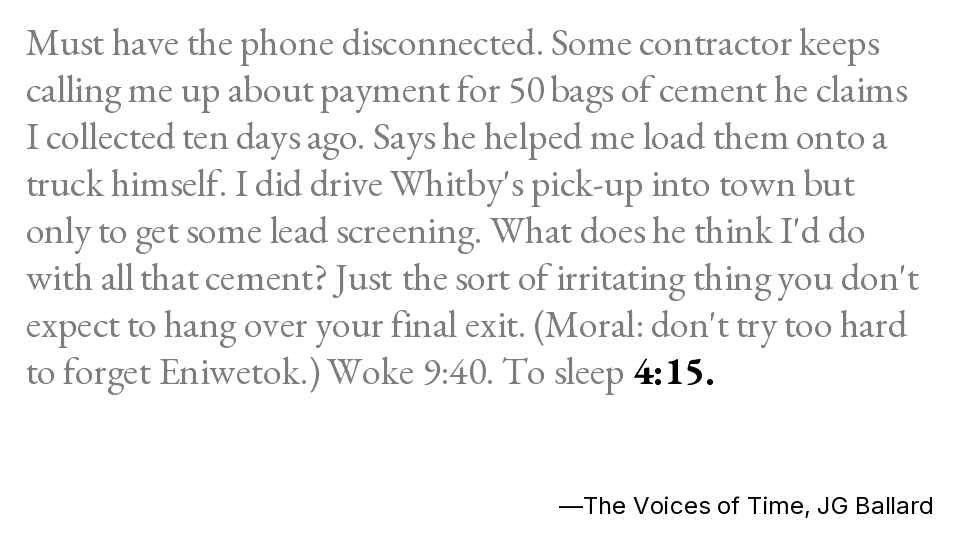 Must have the phone disconnected. Some contractor keeps
calling me up about payment for 50 bags of cement he claims
I collected ten days ago. Says he helped me load them onto a
truck himself. I did drive Whitby's pick-up into town but
only to get some lead screening. What does he think I'd do
with all that cement? Just the sort of irritating thing you don't
expect to hang over your final exit. (Moral: don't try too hard
to forget Eniwetok.) Woke 9:40. To sleep 4:15.
—The Voices of Time, JG Ballard